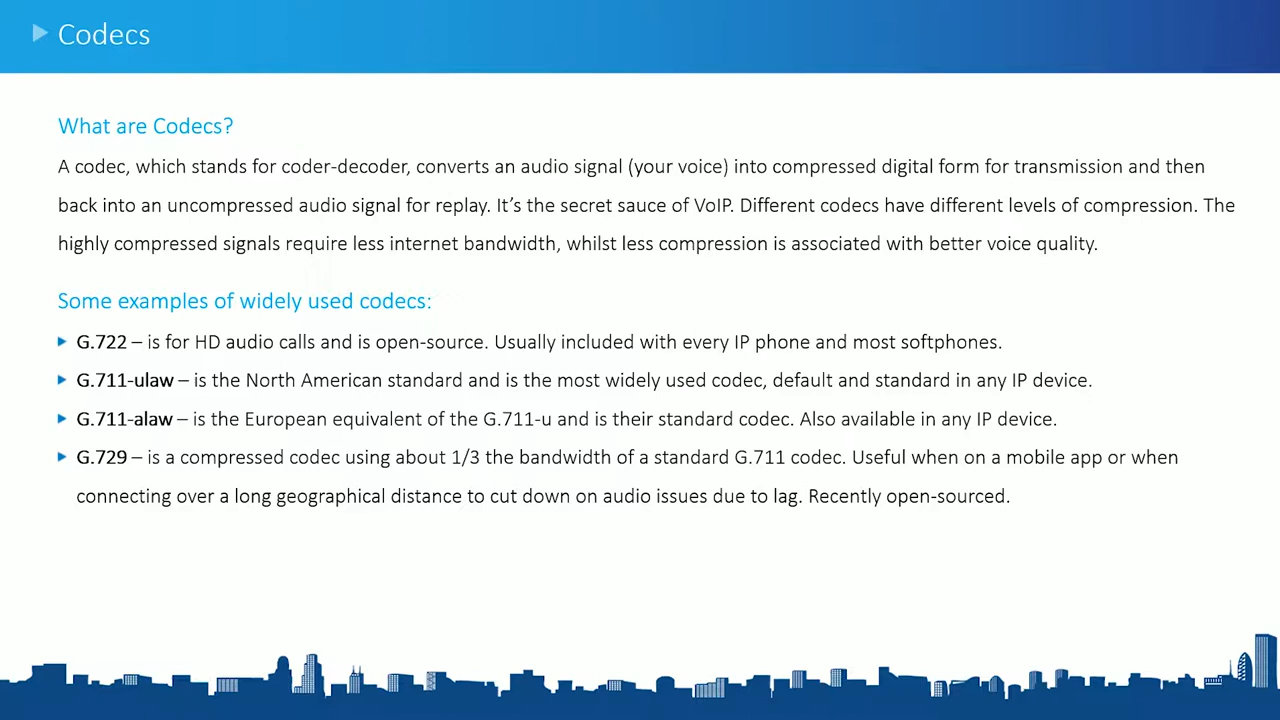 Codecs
What are Codecs?
A codec, which stands for coder-decoder, converts an audio signal (your voice) into compressed digital form for transmission and then
back into an uncompressed audio signal for replay. It’s the secret sauce of VoIP. Different codecs have different levels of compression. The
highly compressed signals require less internet bandwidth, whilst less compression is associated with better voice quality.
Some examples of widely used codecs:
G.722 – is for HD audio calls and is open-source. Usually included with every IP phone and most softphones.
G.711-ulaw – is the North American standard and is the most widely used codec, default and standard in any IP device.
G.711-alaw – is the European equivalent of the G.711-u and is their standard codec. Also available in any IP device.
G.729 – is a compressed codec using about 1/3 the bandwidth of a standard G.711 codec. Useful when on a mobile app or when
connecting over a long geographical distance to cut down on audio issues due to lag. Recently open-sourced.